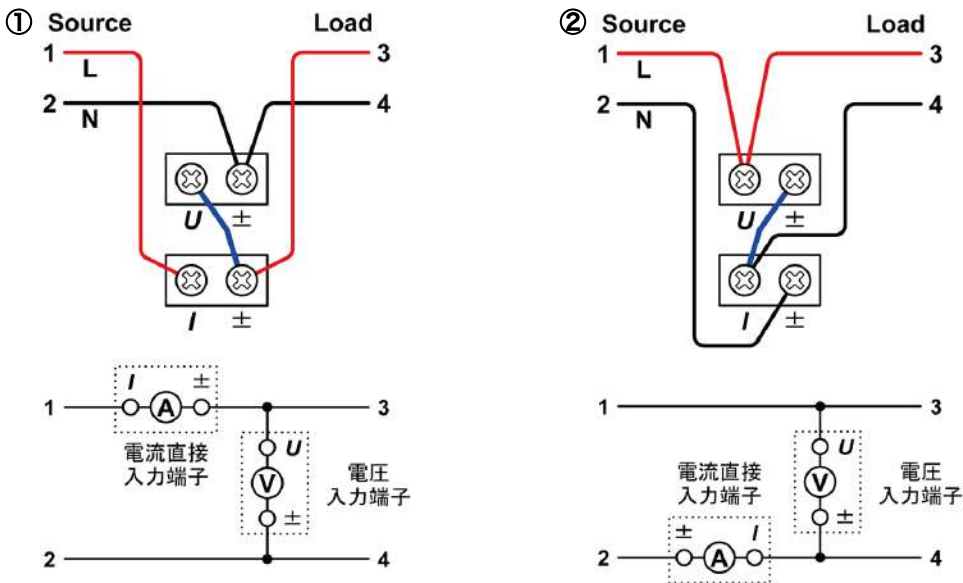 ① Source Load
1 3
L
2 4
N
U ±
I ±
I ±
1 A 3
電流直接
入力端子
U
V
電圧
入力端子
±
2 4
② Source Load
1 3
L
2 4
N
U ±
I ±
1 3
U
電流直接
入力端子
V
電圧
入力端子
± I
±
2 A 4